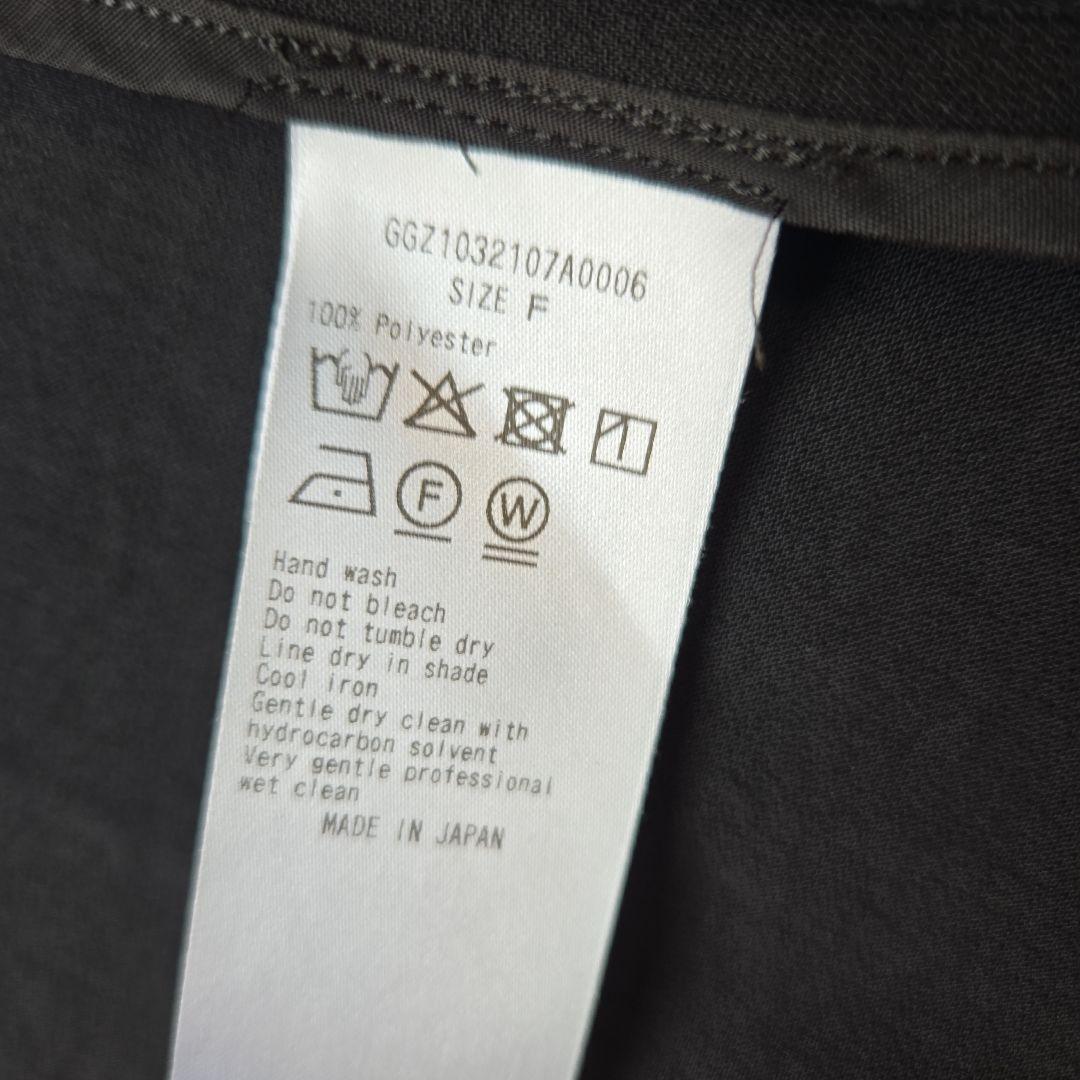 GGZ1032107A0006
SIZE F
100% Polyester
F W
Hand wash
Do not bleach
Do not tumble dry
Line dry in shade
Cool iron
Gentle dry clean with
hydrocarbon solvent
Very gentle professional
wet clean
MADE IN JAPAN